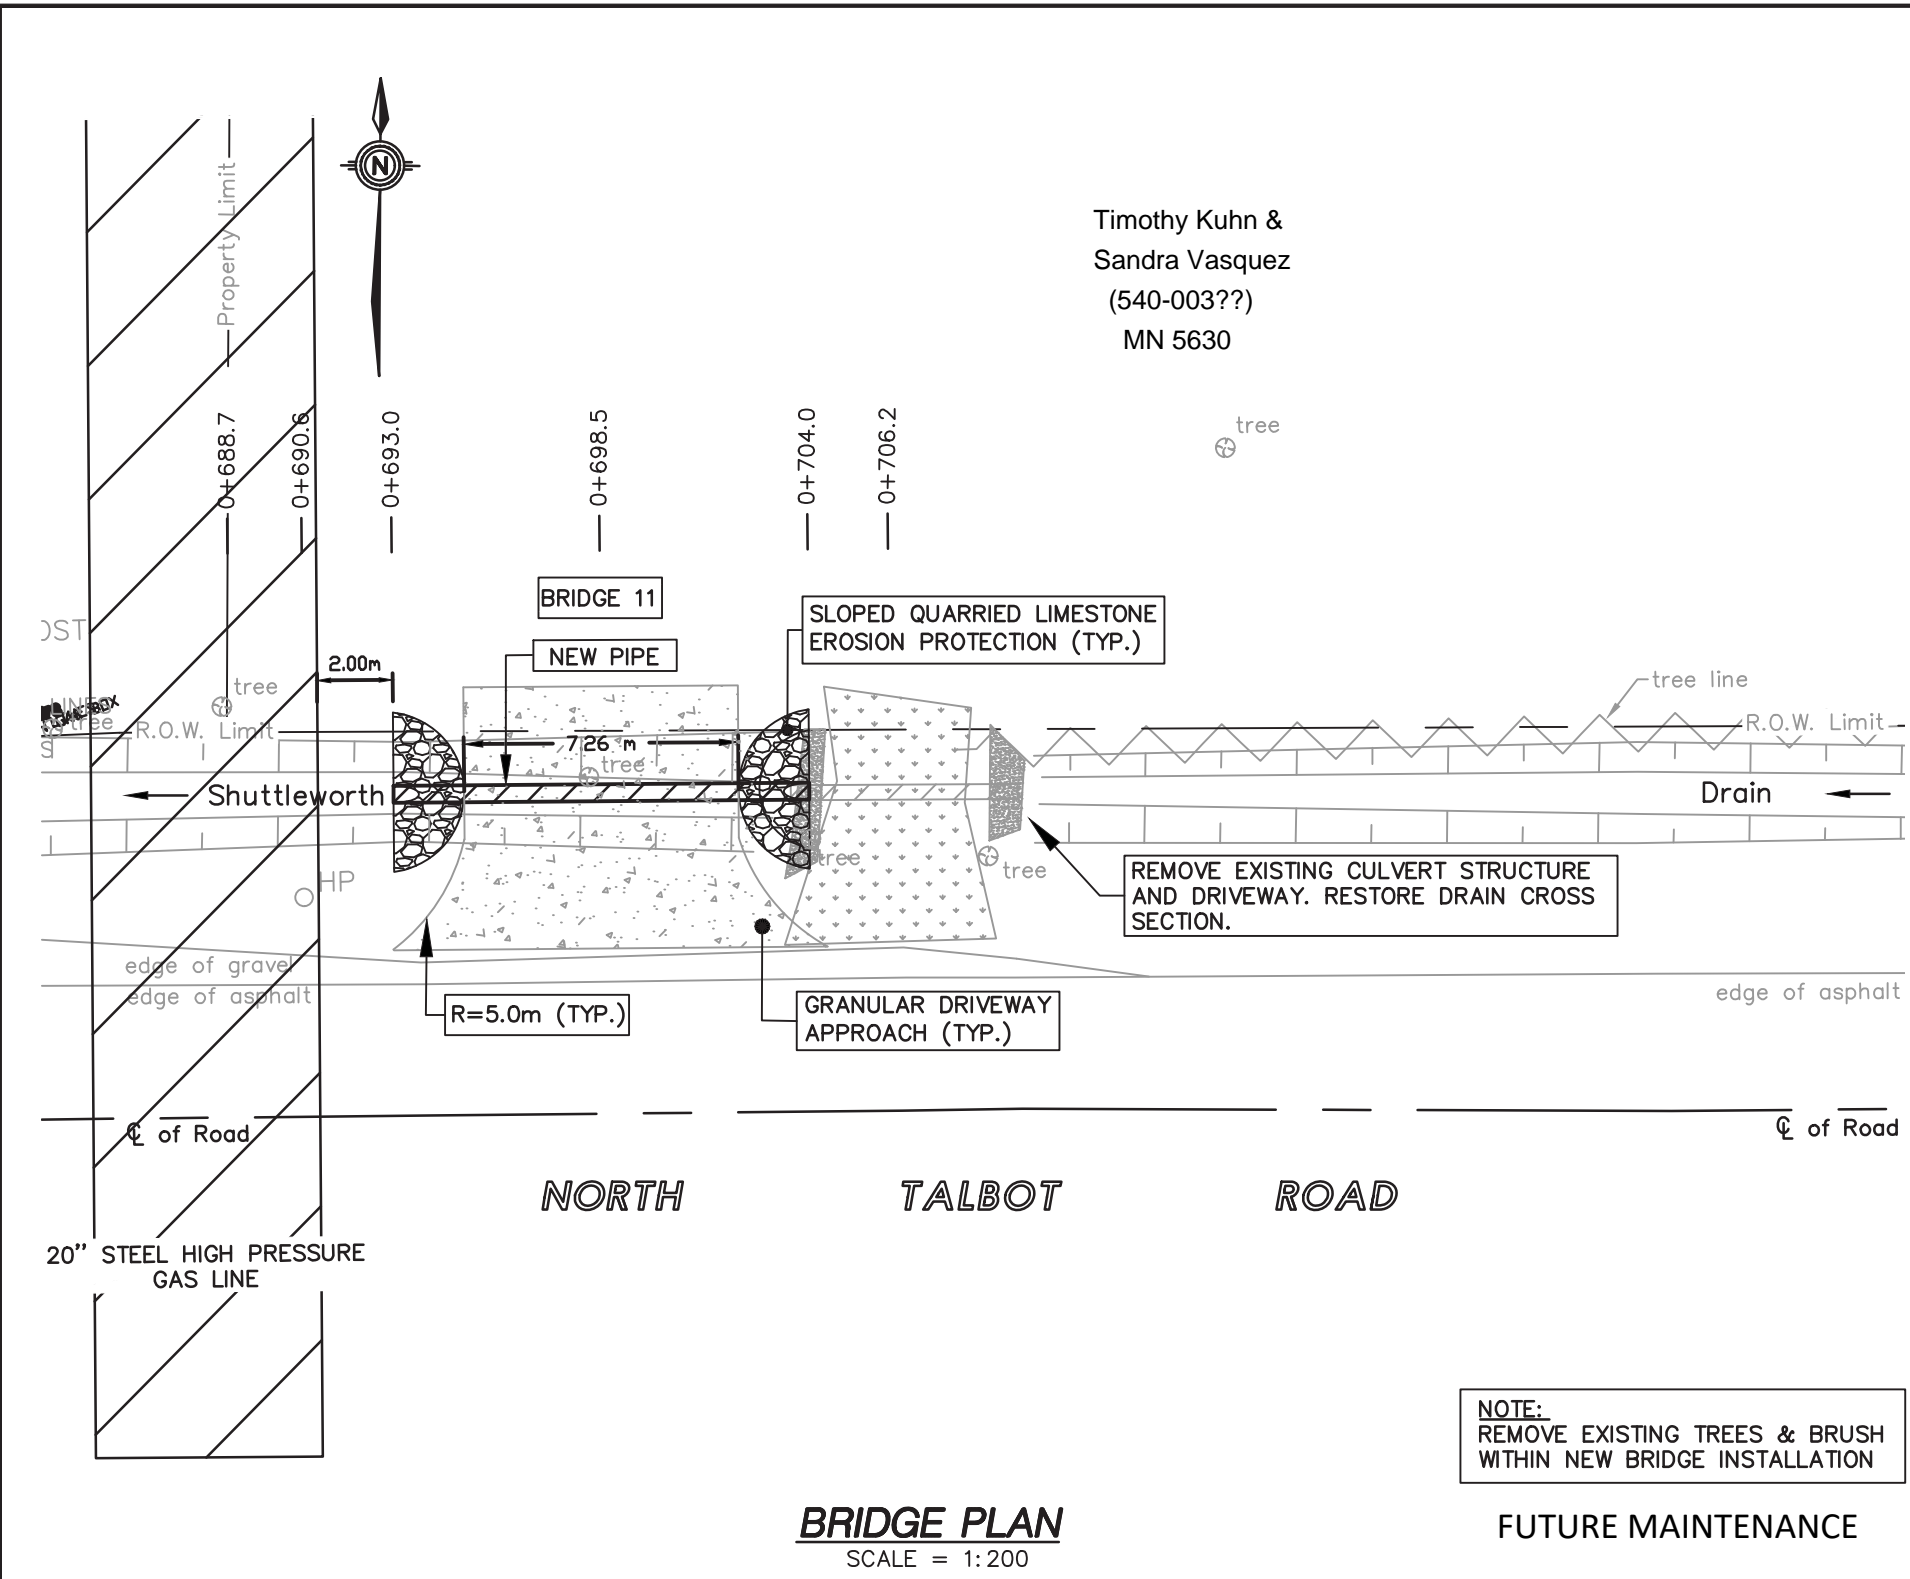 N
Timothy Kuhn &
Sandra Vasquez
(540-003??)
MN 5630
Property Limit
0+688.7
0+690.6
0+693.0
0+698.5
0+704.0
0+706.2
tree
BRIDGE 11
NEW PIPE
SLOPED QUARRIED LIMESTONE
EROSION PROTECTION (TYP.)
OST
2.00m
tree
tree line
tree
R.O.W. Limit
R.O.W. Limit
7.26 m
tree
Shuttleworth
Drain
tree
tree
HP
REMOVE EXISTING CULVERT STRUCTURE
AND DRIVEWAY. RESTORE DRAIN CROSS
SECTION.
edge of gravel
edge of asphalt
edge of asphalt
R=5.0m (TYP.)
GRANULAR DRIVEWAY
APPROACH (TYP.)
℄ of Road
℄ of Road
NORTH TALBOT ROAD
20" STEEL HIGH PRESSURE
GAS LINE
NOTE:
REMOVE EXISTING TREES & BRUSH
WITHIN NEW BRIDGE INSTALLATION
BRIDGE PLAN
SCALE = 1:200
FUTURE MAINTENANCE